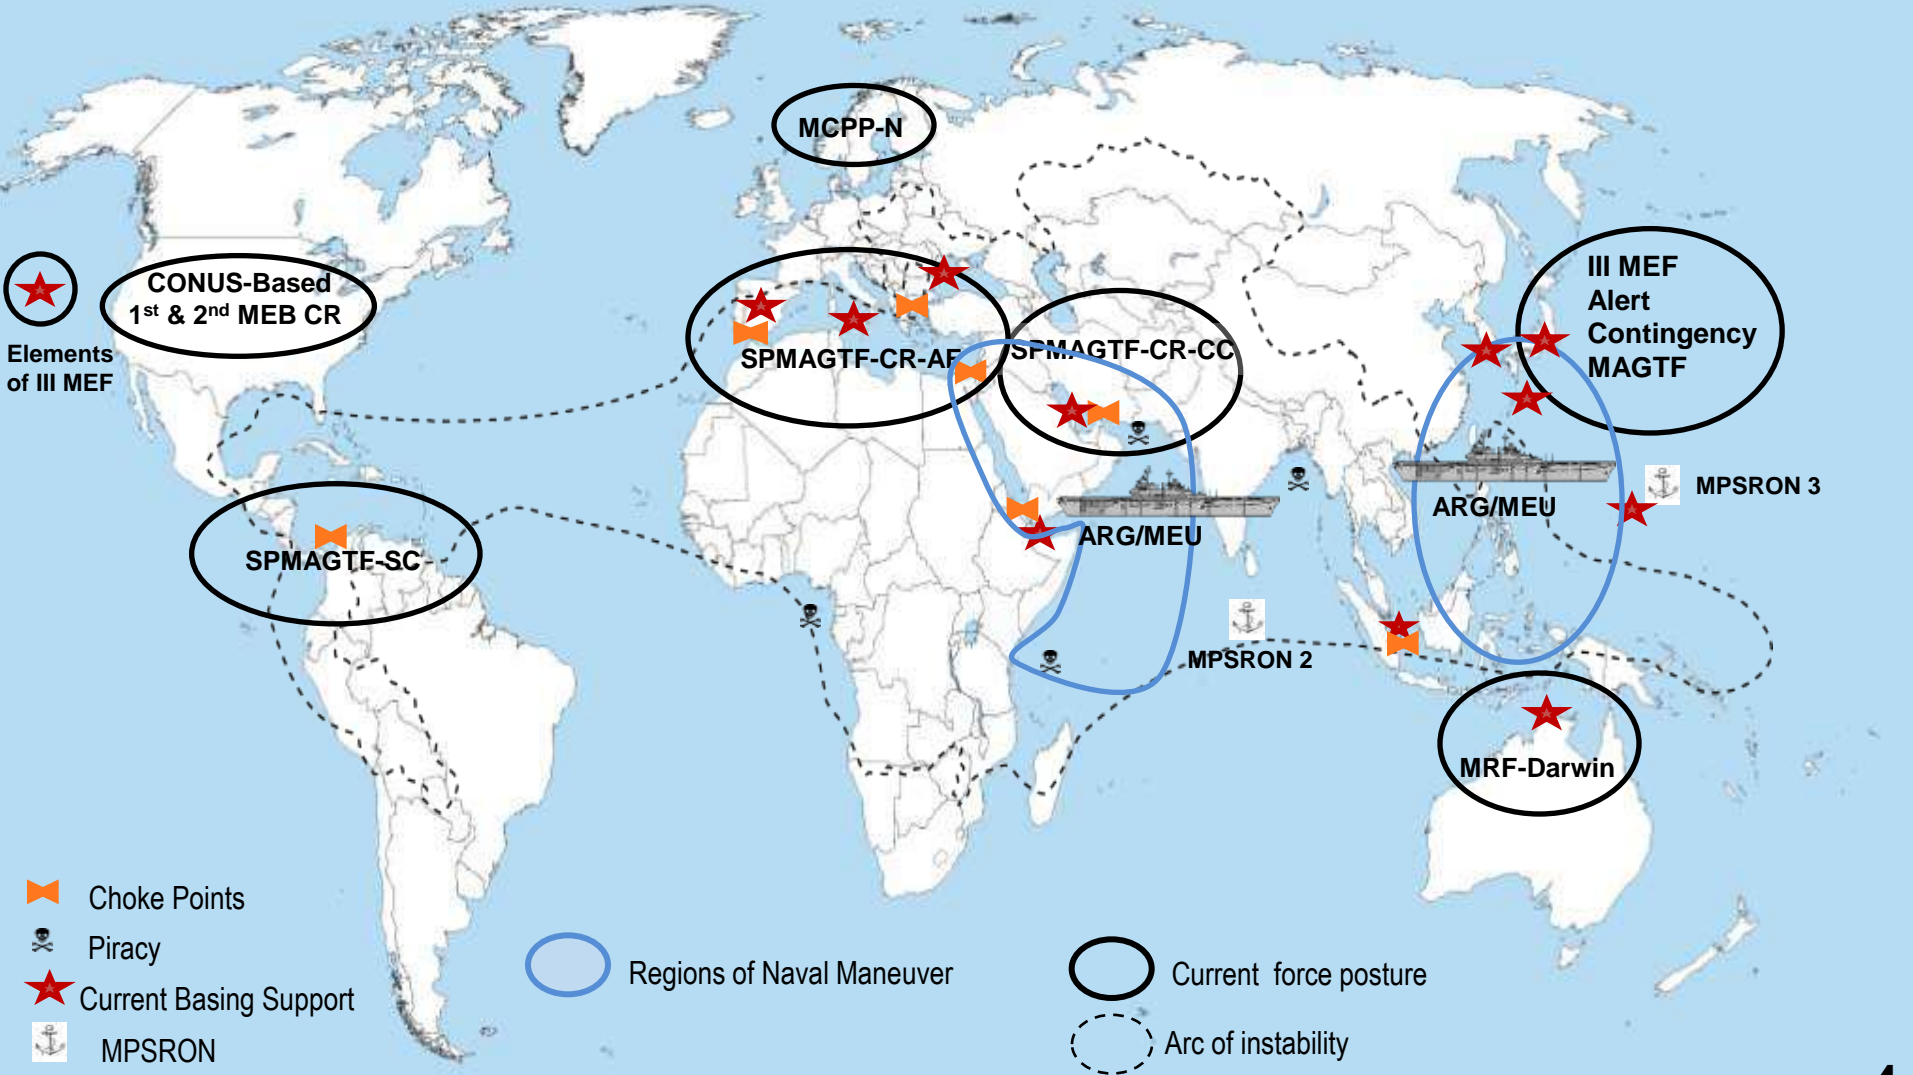 MCPP-N
CONUS-Based
1st & 2nd MEB CR
Elements
of III MEF
III MEF
Alert
Contingency
MAGTF
SPMAGTF-CR-AF
SPMAGTF-CR-CC
MPSRON 3
ARG/MEU
ARG/MEU
SPMAGTF-SC
MPSRON 2
MRF-Darwin
Choke Points
Piracy
Current Basing Support
MPSRON
Regions of Naval Maneuver
Current force posture
Arc of instability